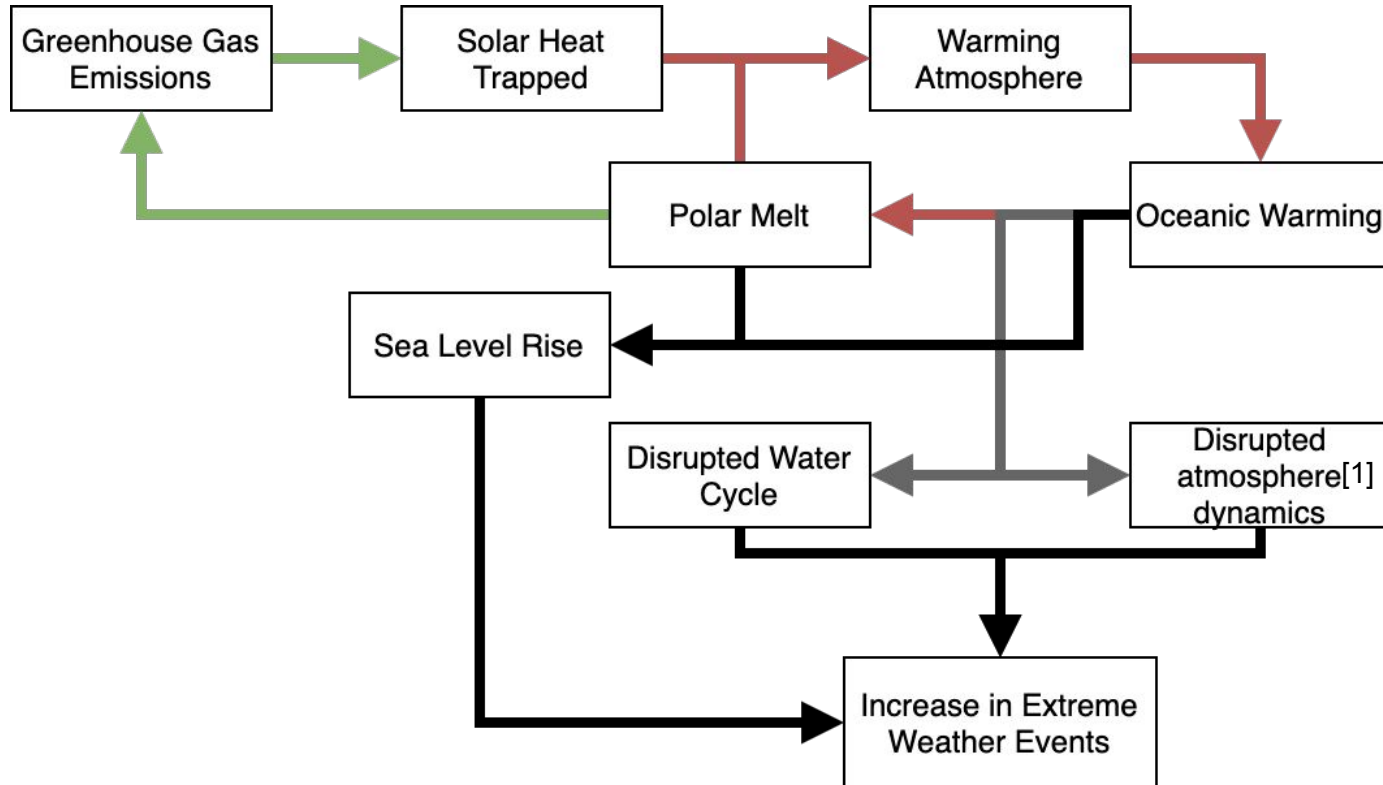 Greenhouse Gas
Emissions
Solar Heat
Trapped
Warming
Atmosphere
Polar Melt
Oceanic Warming
Sea Level Rise
Disrupted Water
Cycle
Disrupted
atmosphere[1]
dynamics
Increase in Extreme
Weather Events